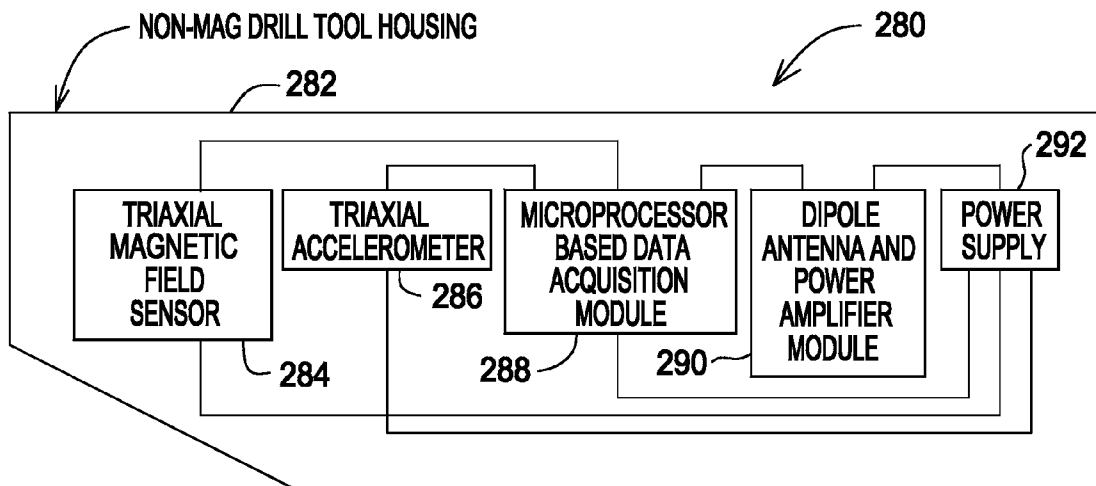 NON-MAG DRILL TOOL HOUSING
280
282
292
TRIAXIAL
MAGNETIC
FIELD
SENSOR
284
TRIAXIAL
ACCELEROMETER
286
MICROPROCESSOR
BASED DATA
ACQUISITION
MODULE
288
DIPOLE
ANTENNA AND
POWER
AMPLIFIER
MODULE
290
POWER
SUPPLY